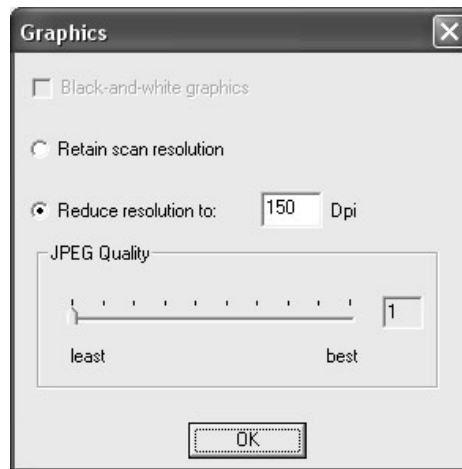 Graphics
Black-and-white graphics
Retain scan resolution
Reduce resolution to: 150 Dpi
JPEG Quality
1
least best
OK